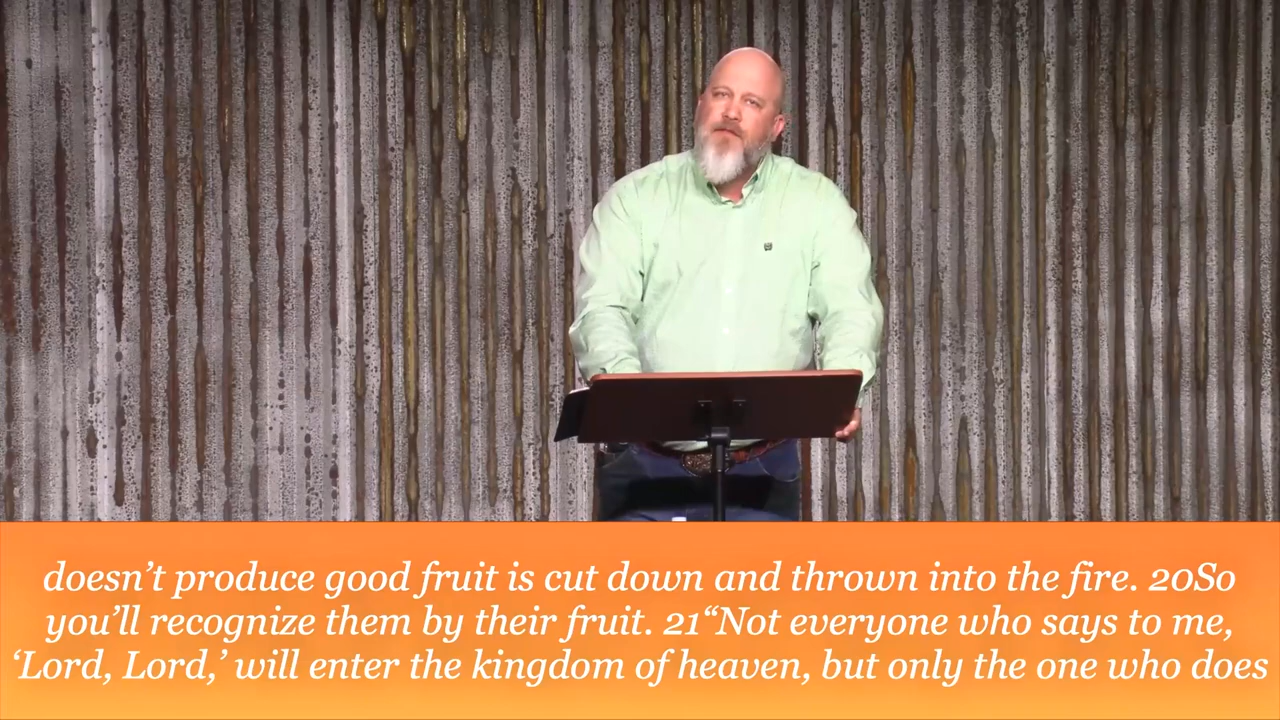 doesn’t produce good fruit is cut down and thrown into the fire. 20So
you’ll recognize them by their fruit. 21“Not everyone who says to me,
‘Lord, Lord,’ will enter the kingdom of heaven, but only the one who does